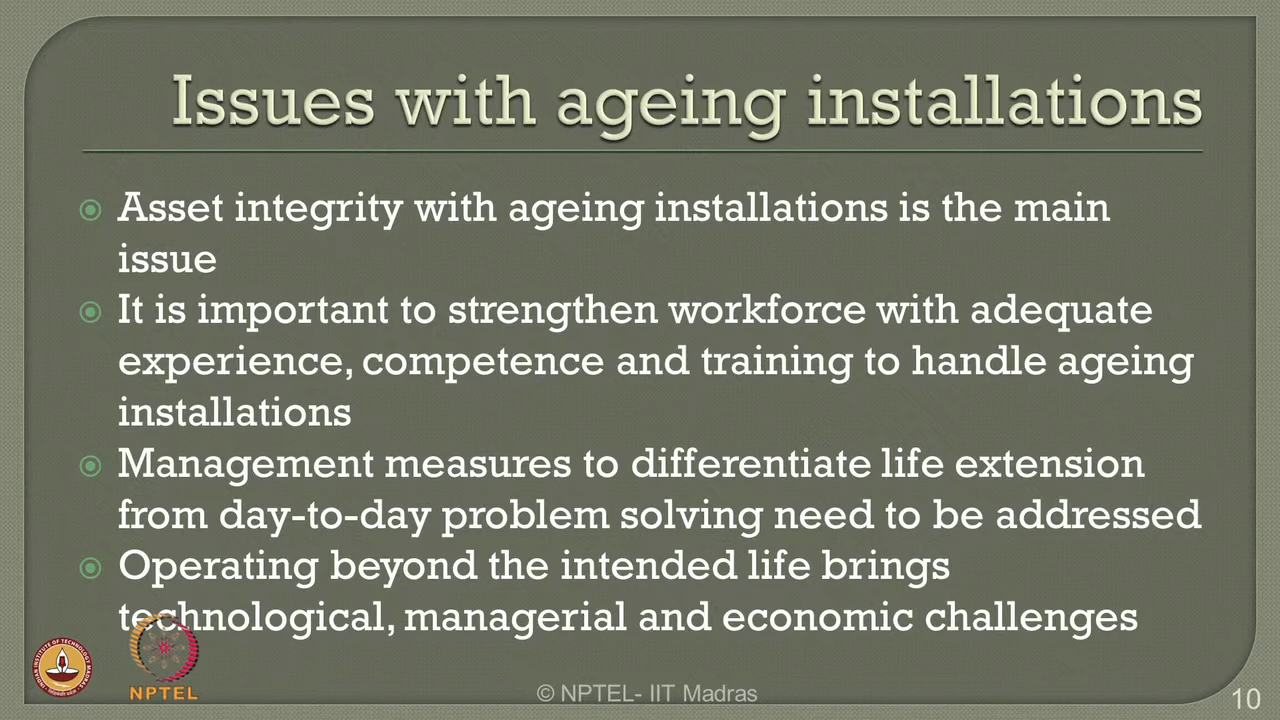 Issues with ageing installations
Asset integrity with ageing installations is the main
issue
It is important to strengthen workforce with adequate
experience, competence and training to handle ageing
installations
Management measures to differentiate life extension
from day-to-day problem solving need to be addressed
Operating beyond the intended life brings
technological, managerial and economic challenges
NPTEL
© NPTEL- IIT Madras
10